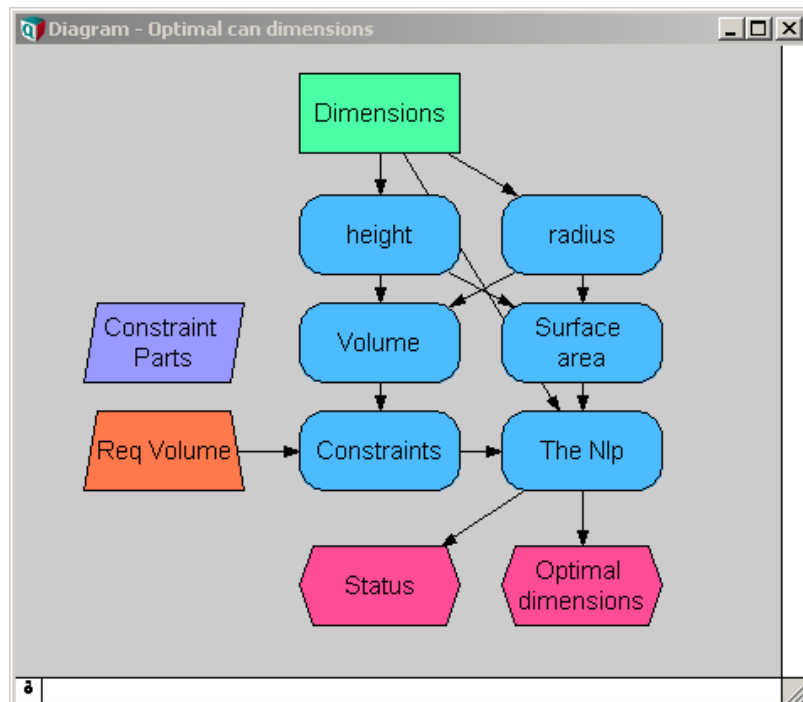 Diagram - Optimal can dimensions
Dimensions
height
radius
Constraint
Parts
Volume
Surface
area
Req Volume
Constraints
The Nlp
Status
Optimal
dimensions